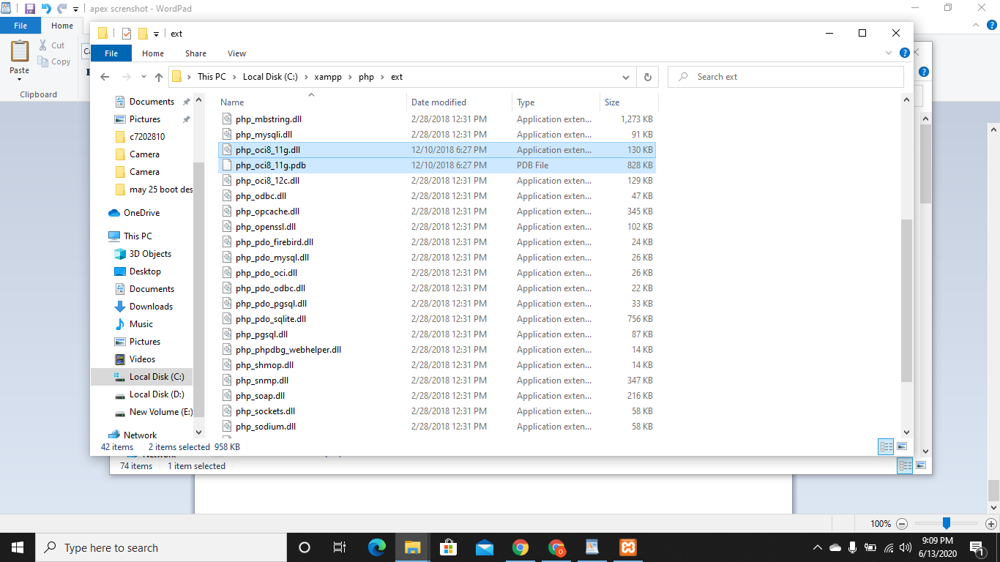 apex screnshot - WordPad
File
Home
Paste
Cut
Copy
Clipboard
ext
File
Home
Share
View
This PC
Local Disk (C:)
xampp
php
ext
Search ext
Documents
Pictures
c7202810
Camera
Camera
may 25 boot des
OneDrive
This PC
3D Objects
Desktop
Documents
Downloads
Music
Pictures
Videos
Local Disk (C:)
Local Disk (D:)
New Volume (E:)
Network
Name Date modified Type Size
php_mbstring.dll 2/28/2018 12:31 PM Application exten... 1,273 KB
php_mysqli.dll 2/28/2018 12:31 PM Application exten... 91 KB
php_oci8_11g.dll 12/10/2018 6:27 PM Application exten... 130 KB
php_oci8_11g.pdb 12/10/2018 6:27 PM PDB File 828 KB
php_oci8_12c.dll 2/28/2018 12:31 PM Application exten... 129 KB
php_odbc.dll 2/28/2018 12:31 PM Application exten... 47 KB
php_opcache.dll 2/28/2018 12:31 PM Application exten... 345 KB
php_openssl.dll 2/28/2018 12:31 PM Application exten... 102 KB
php_pdo_firebird.dll 2/28/2018 12:31 PM Application exten... 24 KB
php_pdo_mysql.dll 2/28/2018 12:31 PM Application exten... 26 KB
php_pdo_oci.dll 2/28/2018 12:31 PM Application exten... 26 KB
php_pdo_odbc.dll 2/28/2018 12:31 PM Application exten... 22 KB
php_pdo_pgsql.dll 2/28/2018 12:31 PM Application exten... 33 KB
php_pdo_sqlite.dll 2/28/2018 12:31 PM Application exten... 756 KB
php_pgsql.dll 2/28/2018 12:31 PM Application exten... 87 KB
php_phpdbg_webhelper.dll 2/28/2018 12:31 PM Application exten... 14 KB
php_shmop.dll 2/28/2018 12:31 PM Application exten... 14 KB
php_snmp.dll 2/28/2018 12:31 PM Application exten... 347 KB
php_soap.dll 2/28/2018 12:31 PM Application exten... 216 KB
php_sockets.dll 2/28/2018 12:31 PM Application exten... 58 KB
php_sodium.dll 2/28/2018 12:31 PM Application exten... 58 KB
42 items 2 items selected 958 KB
Network
74 items 1 item selected
100%
Type here to search
9:09 PM
6/13/2020
1